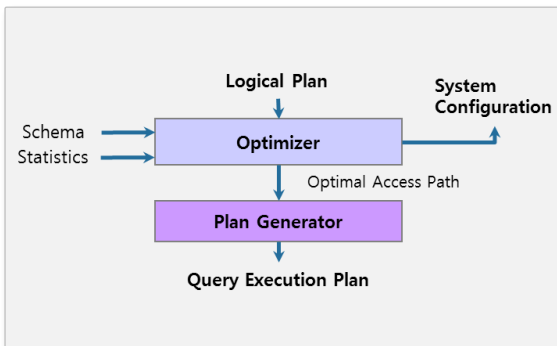 Logical Plan
System
Configuration
Schema
Statistics
Optimizer
Optimal Access Path
Plan Generator
Query Execution Plan